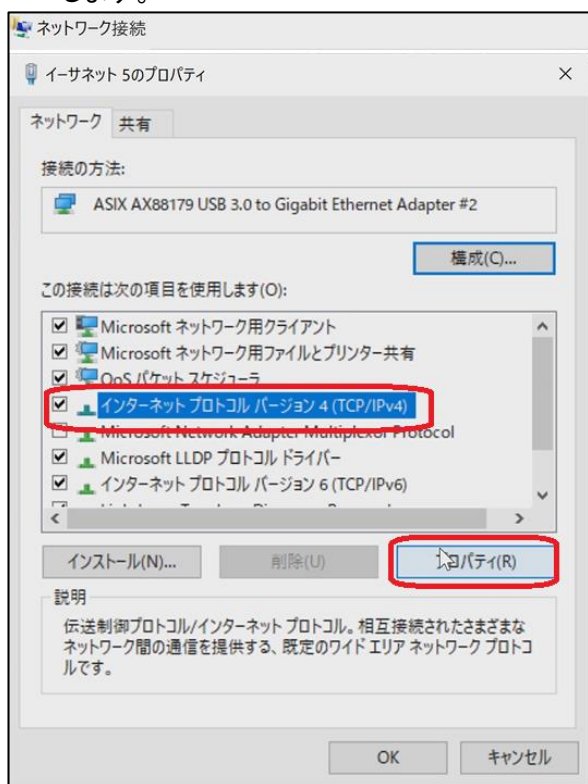 します。
ネットワーク接続
イーサネット 5のプロパティ
ネットワーク 共有
接続の方法:
ASIX AX88179 USB 3.0 to Gigabit Ethernet Adapter #2
構成(C)...
この接続は次の項目を使用します(O):
Microsoft ネットワーク用クライアント
Microsoft ネットワーク用ファイルとプリンター共有
QoS パケット スケジューラ
インターネット プロトコル バージョン 4 (TCP/IPv4)
Microsoft Network Adapter Multiplexor Protocol
Microsoft LLDP プロトコル ドライバー
インターネット プロトコル バージョン 6 (TCP/IPv6)
インストール(N)... 削除(U) プロパティ(R)
説明
伝送制御プロトコル/インターネット プロトコル。相互接続されたさまざまな
ネットワーク間の通信を提供する、既定のワイド エリア ネットワーク プロトコ
ルです。
OK キャンセル